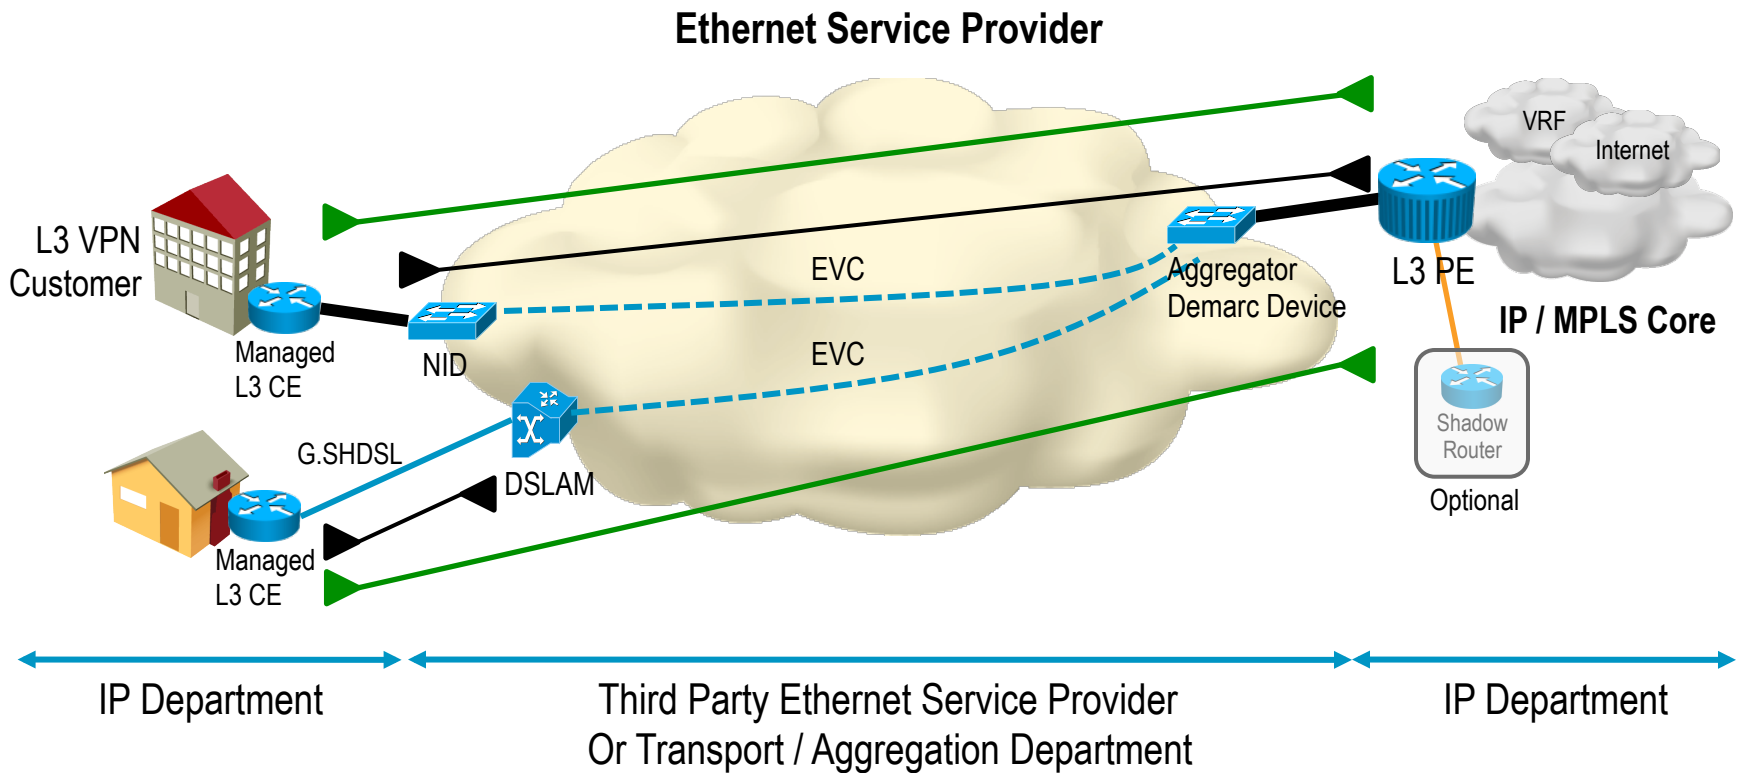 Ethernet Service Provider
VRF
Internet
L3 VPN
Customer
EVC
Aggregator
Demarc Device
L3 PE
IP / MPLS Core
Managed
L3 CE
NID
EVC
Shadow
Router
Optional
G.SHDSL
DSLAM
Managed
L3 CE
IP Department
Third Party Ethernet Service Provider
Or Transport / Aggregation Department
IP Department